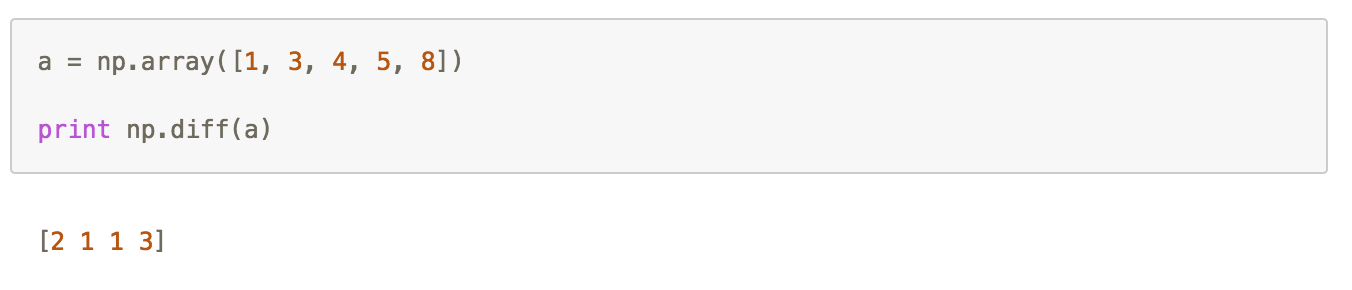 a = np.array([1, 3, 4, 5, 8])
print np.diff(a)
[2 1 1 3]